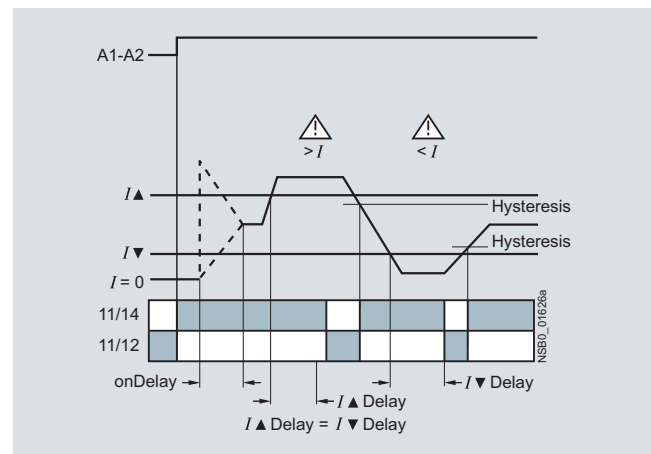 A1-A2
> I
< I
I ▲
Hysteresis
I ▼
Hysteresis
I = 0
11/14
11/12
NSB0_01626a
onDelay
I ▼ Delay
I ▲ Delay
I ▲ Delay = I ▼ Delay